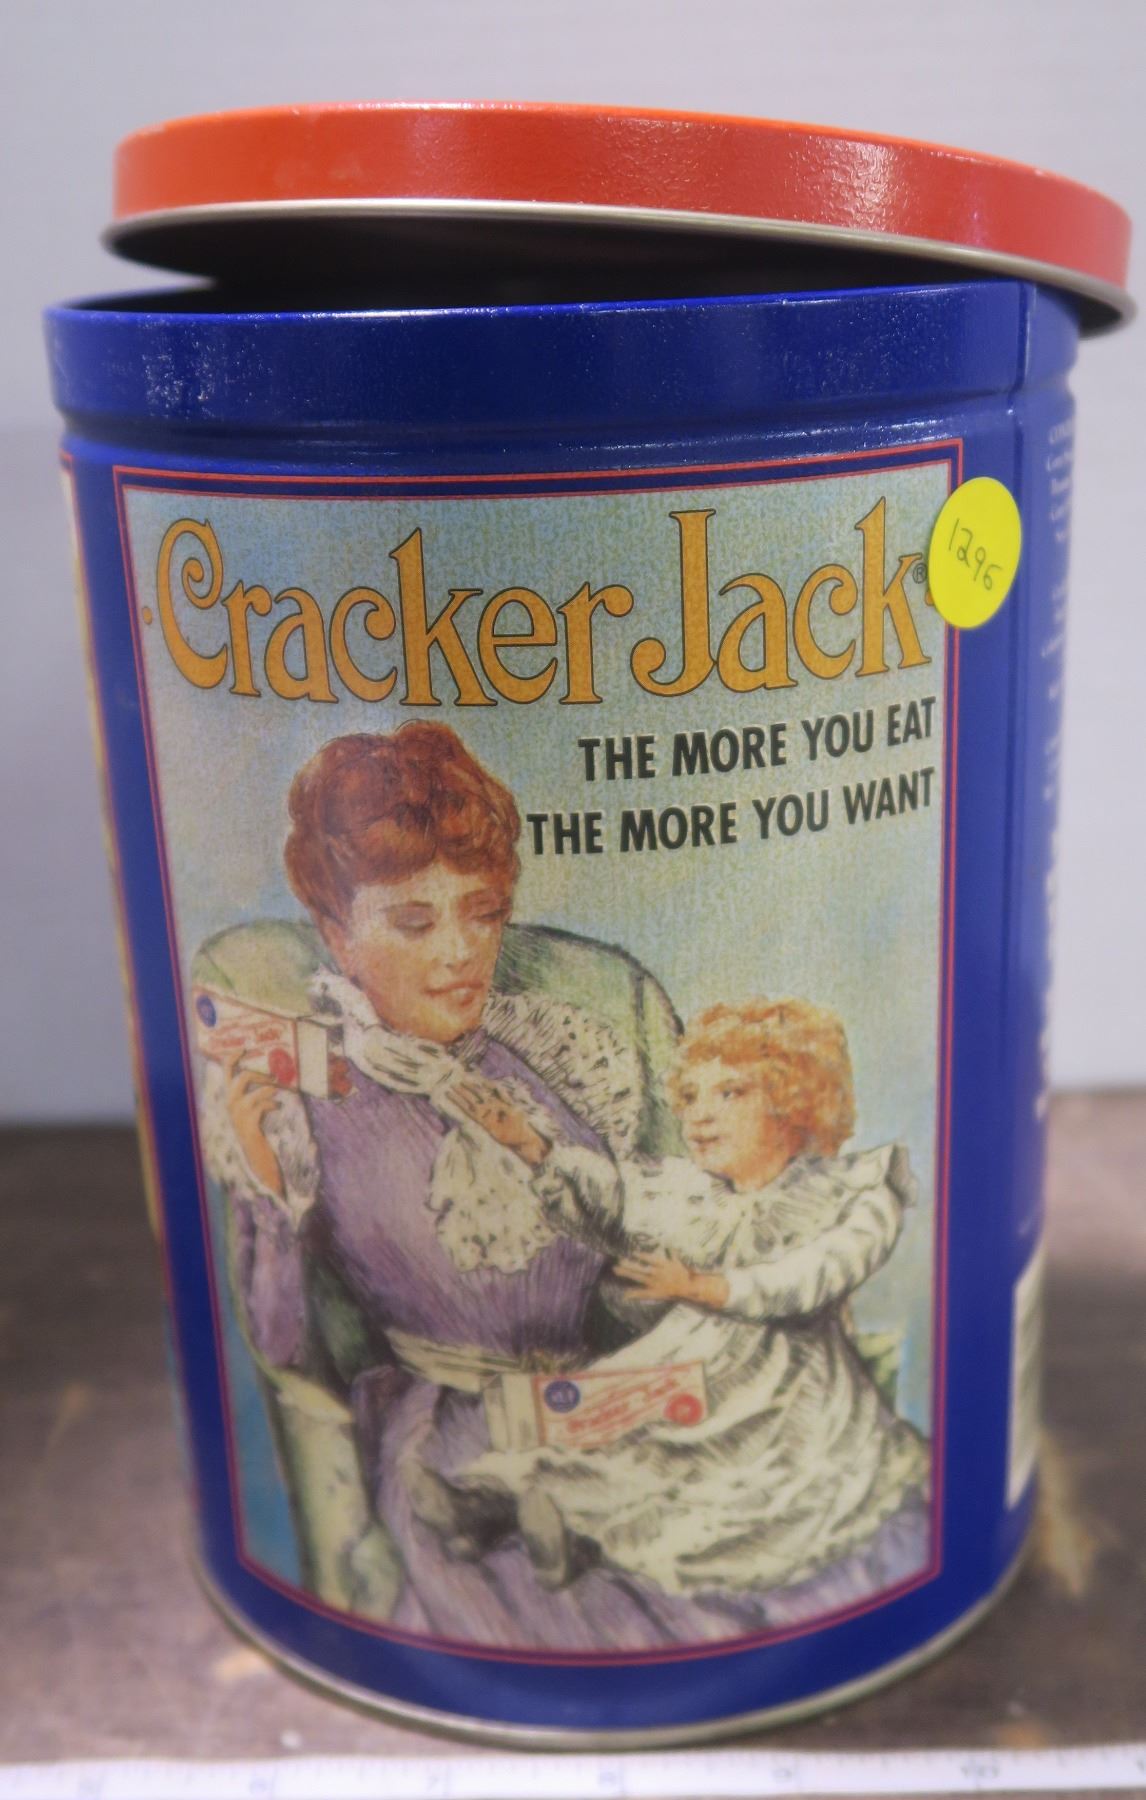 Cracker Jack®
1296
THE MORE YOU EAT
THE MORE YOU WANT